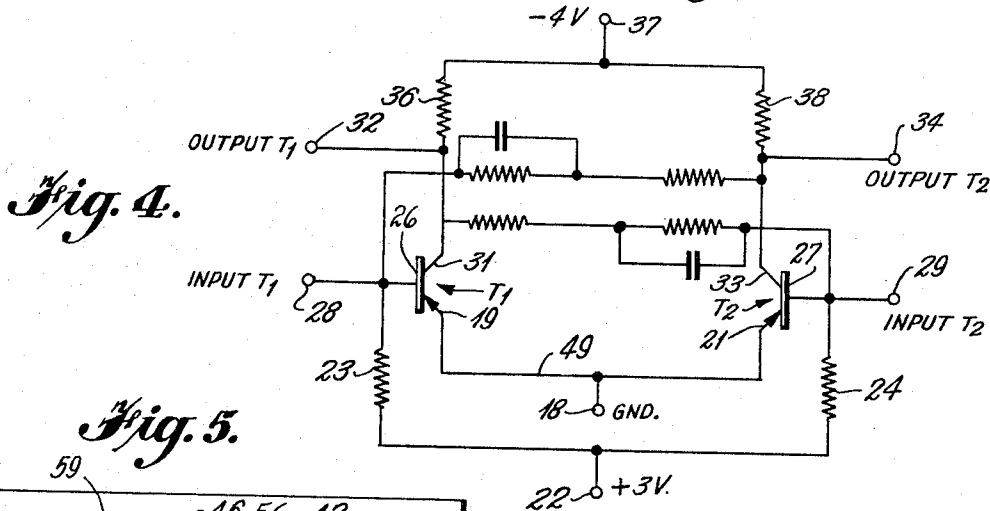 -4V
37
36
38
OUTPUT T1
32
34
OUTPUT T2
Fig. 4.
26
31
27
INPUT T1
28
T1
19
33
T2
21
29
INPUT T2
23
49
24
18
GND.
22
+3V.
Fig. 5.
59